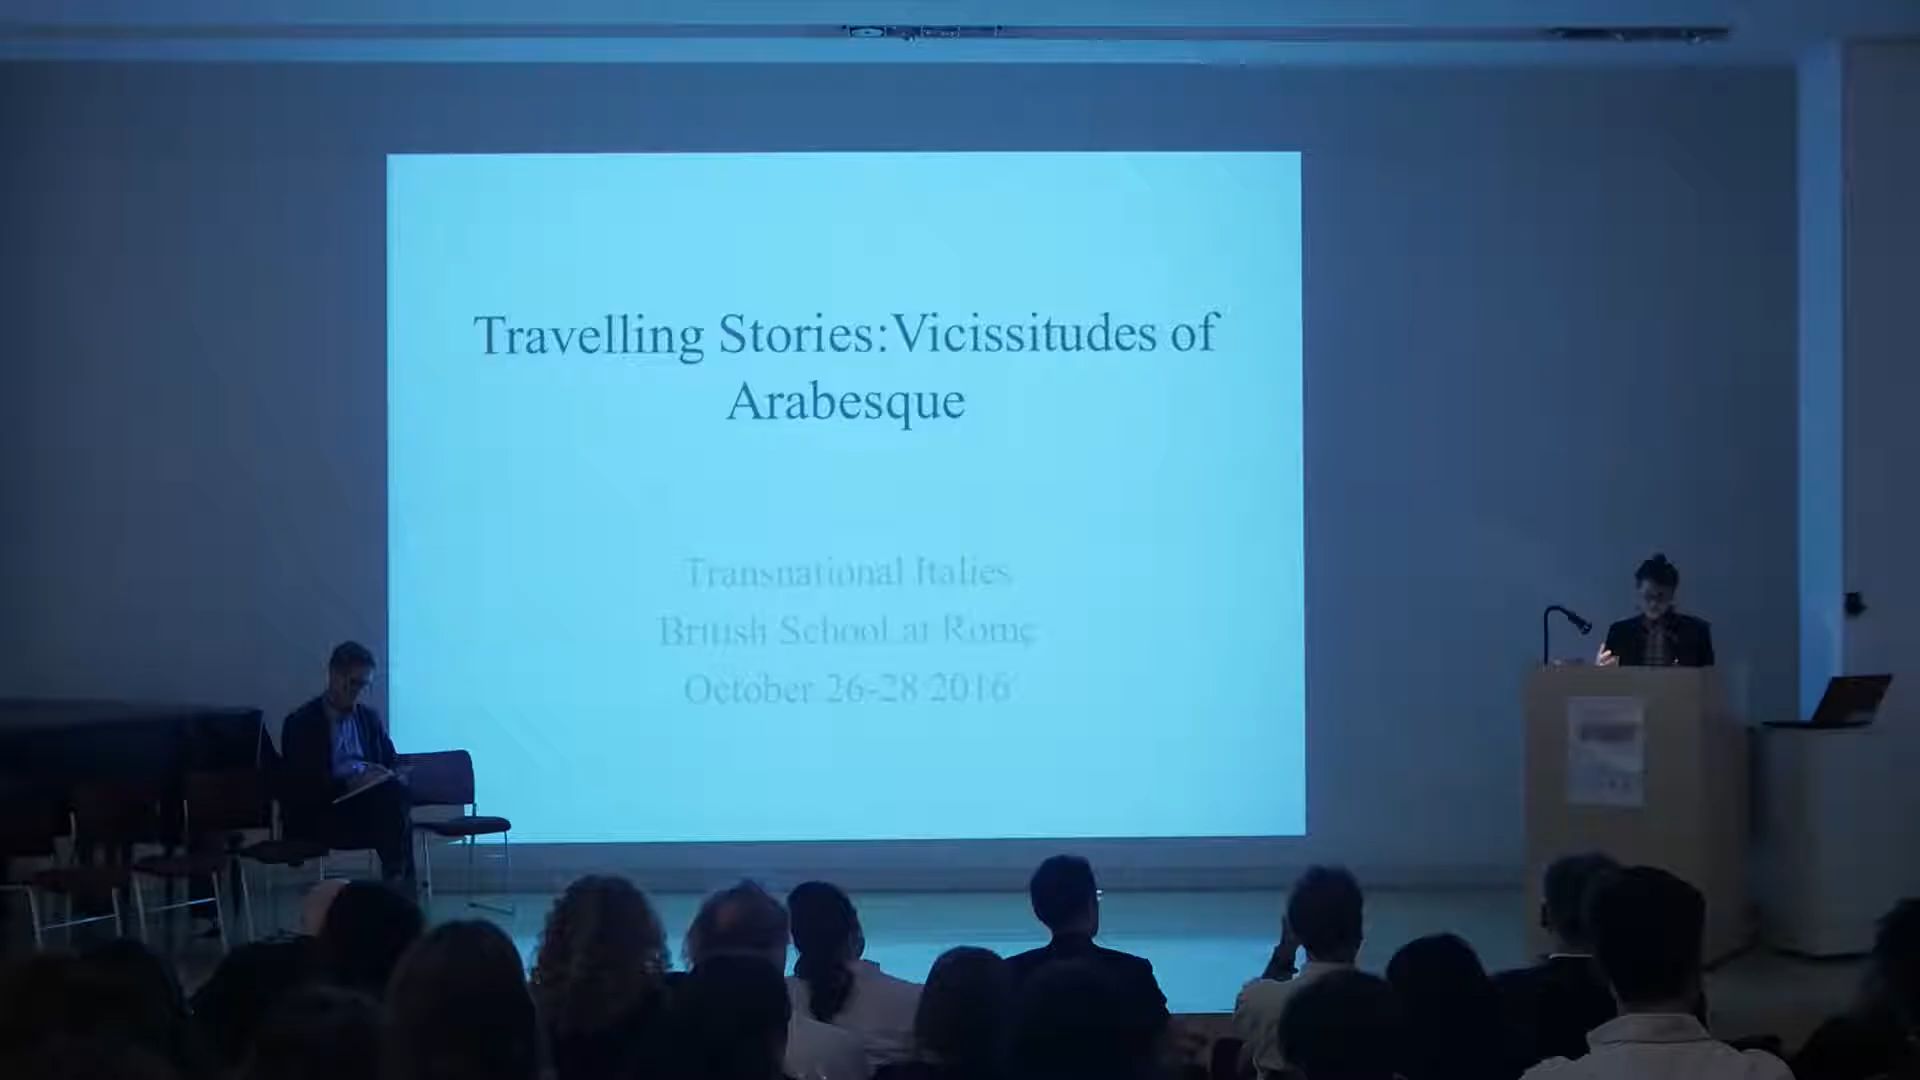 Travelling Stories:Vicissitudes of
Arabesque
Transnational Italies
British School at Rome
October 26-28 2016